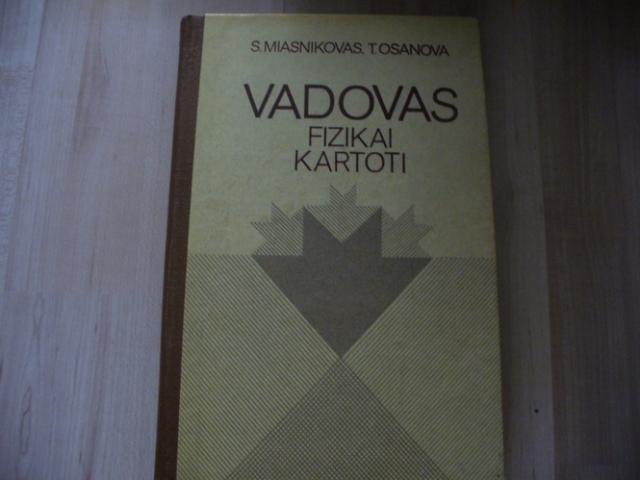 S. MIASNIKOVAS. T. OSANOVA
VADOVAS
FIZIKAI
KARTOTI